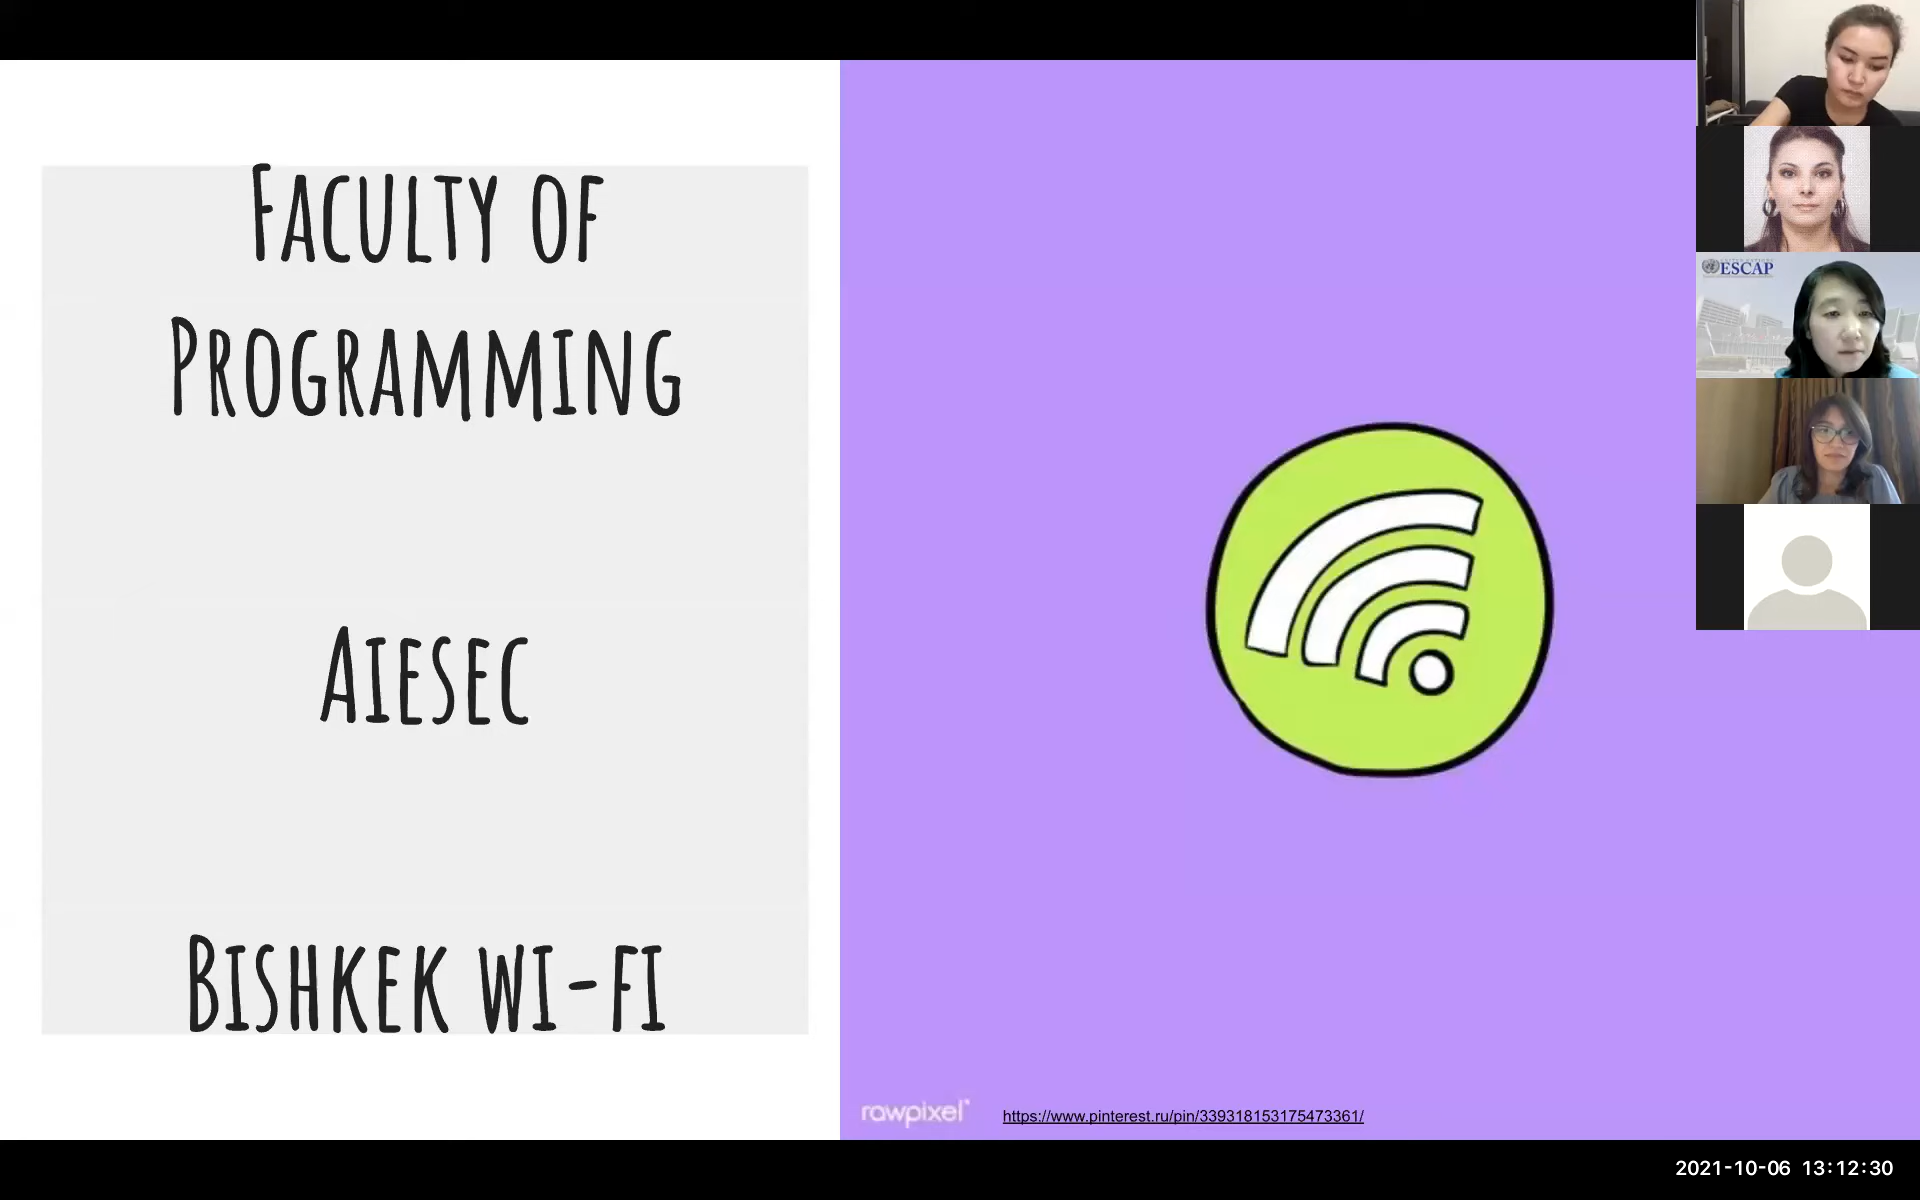 Faculty of
Programming
Aiesec
Bishkek wi-fi
rawpixel
https://www.pinterest.ru/pin/339318153175473361/
ESCAP
2021-10-06 13:12:30